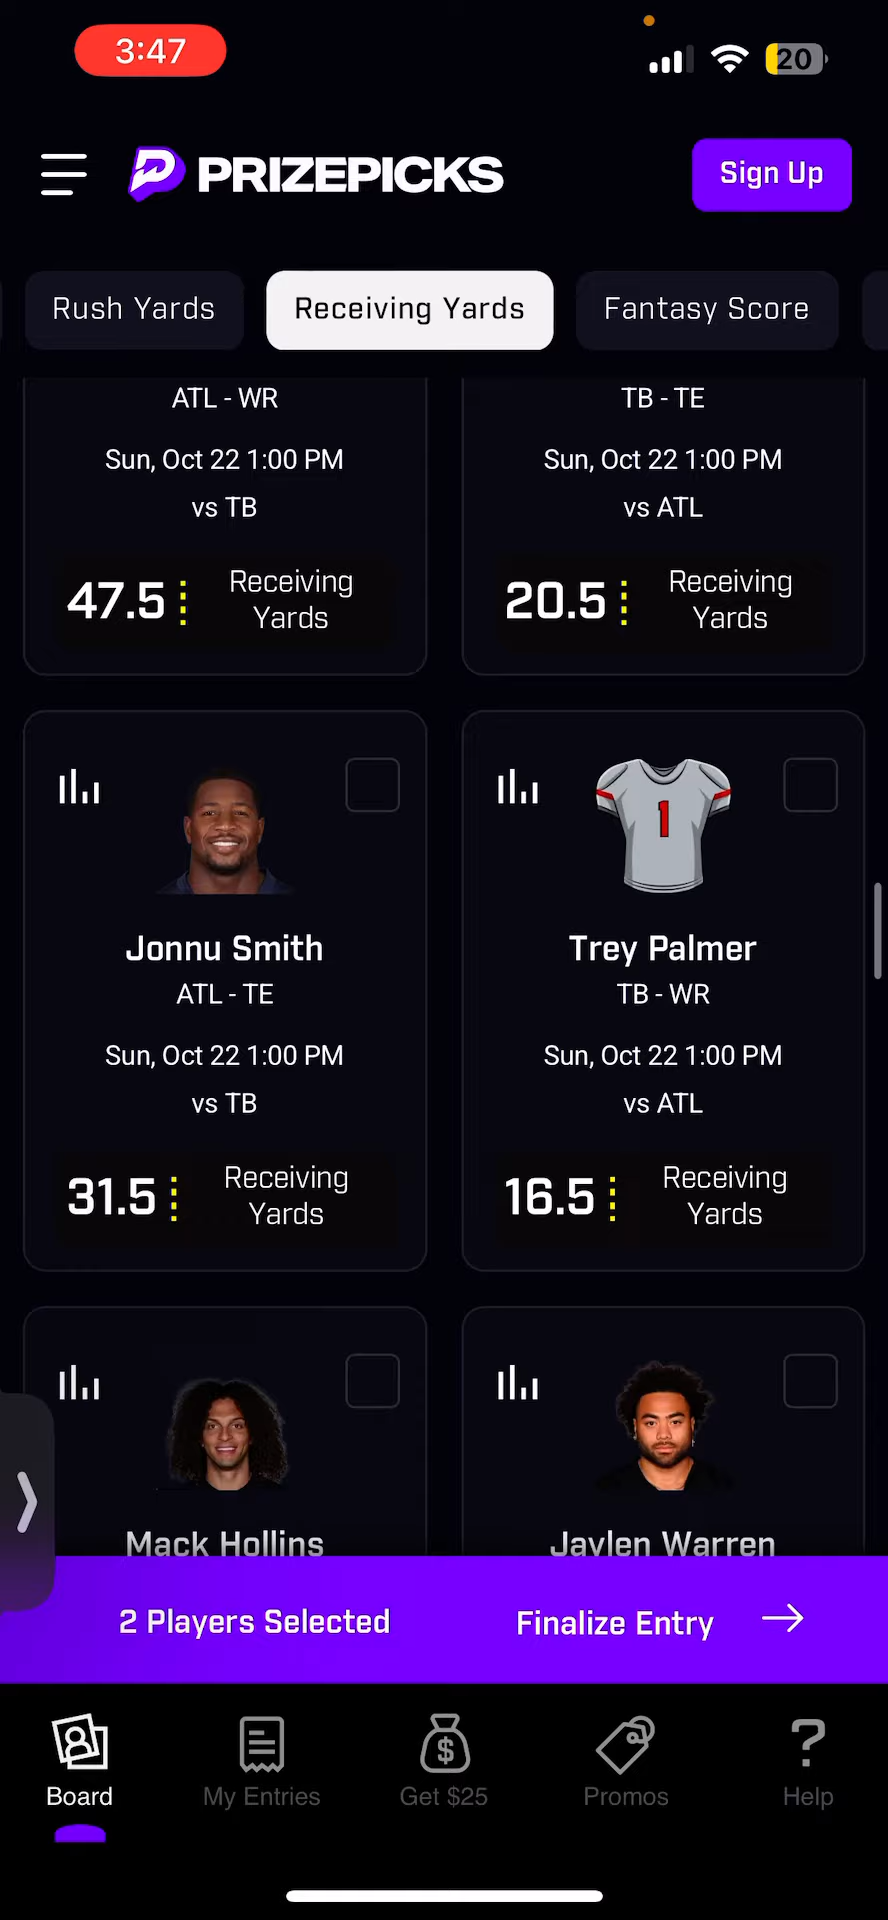 3:47
20
PRIZEPICKS
Sign Up
Rush Yards
Receiving Yards
Fantasy Score
ATL - WR
Sun, Oct 22 1:00 PM
vs TB
47.5
Receiving
Yards
TB - TE
Sun, Oct 22 1:00 PM
vs ATL
20.5
Receiving
Yards
Jonnu Smith
ATL - TE
Sun, Oct 22 1:00 PM
vs TB
31.5
Receiving
Yards
1
Trey Palmer
TB - WR
Sun, Oct 22 1:00 PM
vs ATL
16.5
Receiving
Yards
Mack Hollins
Jaylen Warren
2 Players Selected
Finalize Entry
Board
My Entries
Get $25
Promos
Help